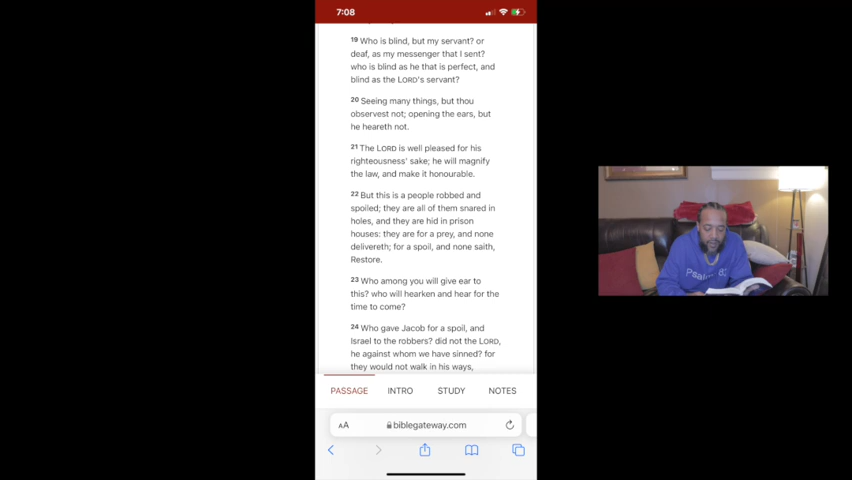 7:08
19 Who is blind, but my servant? or
deaf, as my messenger that I sent?
who is blind as he that is perfect, and
blind as the LORD's servant?
20 Seeing many things, but thou
observest not; opening the ears, but
he heareth not.
21 The LORD is well pleased for his
righteousness' sake; he will magnify
the law, and make it honourable.
22 But this is a people robbed and
spoiled; they are all of them snared in
holes, and they are hid in prison
houses: they are for a prey, and none
delivereth; for a spoil, and none saith,
Restore.
23 Who among you will give ear to
this? who will hearken and hear for the
time to come?
24 Who gave Jacob for a spoil, and
Israel to the robbers? did not the LORD,
he against whom we have sinned? for
they would not walk in his ways,
PASSAGE INTRO STUDY NOTES
AA biblegateway.com